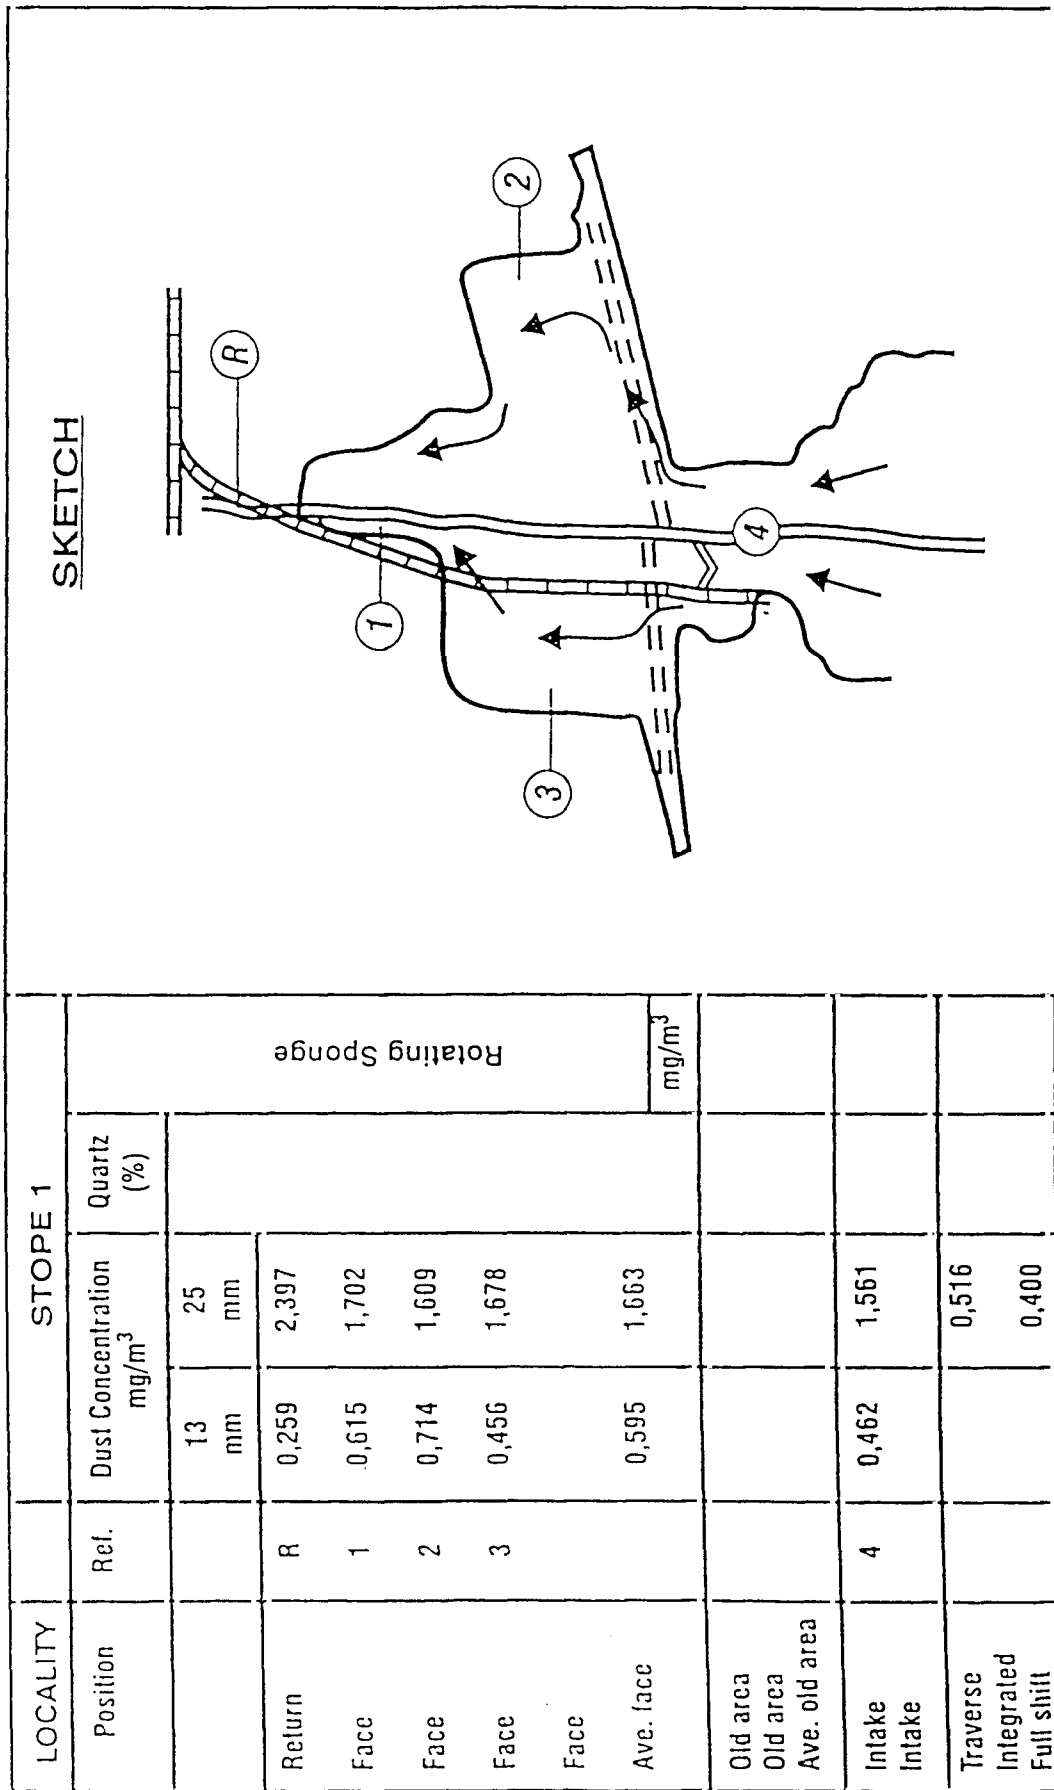 LOCALITY STOPE 1
Position Ref. Dust Concentration mg/m³ Quartz (%)
13 mm 25 mm
Rotating Sponge
mg/m³
Return R 0,259 2,397
Face 1 0,615 1,702
Face 2 0,714 1,609
Face 3 0,456 1,678
Face
Ave. face 0,595 1,663
Old area
Old area
Ave. old area
Intake 4 0,462 1,561
Intake
Traverse 0,516
Integrated
Full shift 0,400
SKETCH
R
1
2
3
4